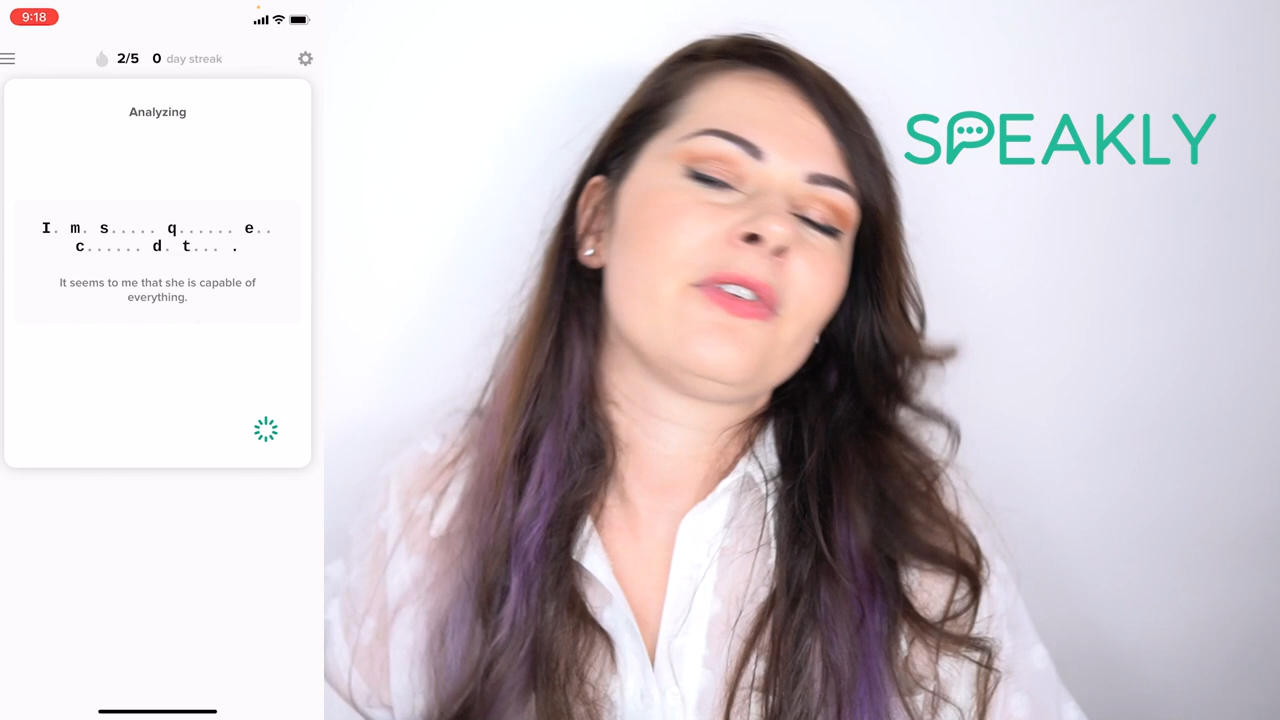 9:18
2/5 0 day streak
Analyzing
I. m. s..... q...... e..
c...... d. t... .
It seems to me that she is capable of
everything.
SPEAKLY